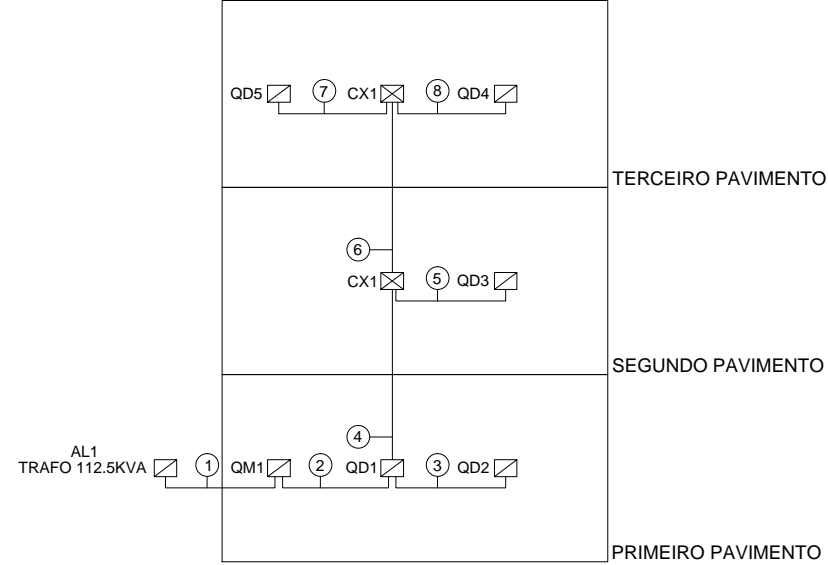 QD5 7 CX1 8 QD4
TERCEIRO PAVIMENTO
6
CX1 5 QD3
SEGUNDO PAVIMENTO
4
AL1
TRAFO 112.5KVA 1 QM1 2 QD1 3 QD2
PRIMEIRO PAVIMENTO